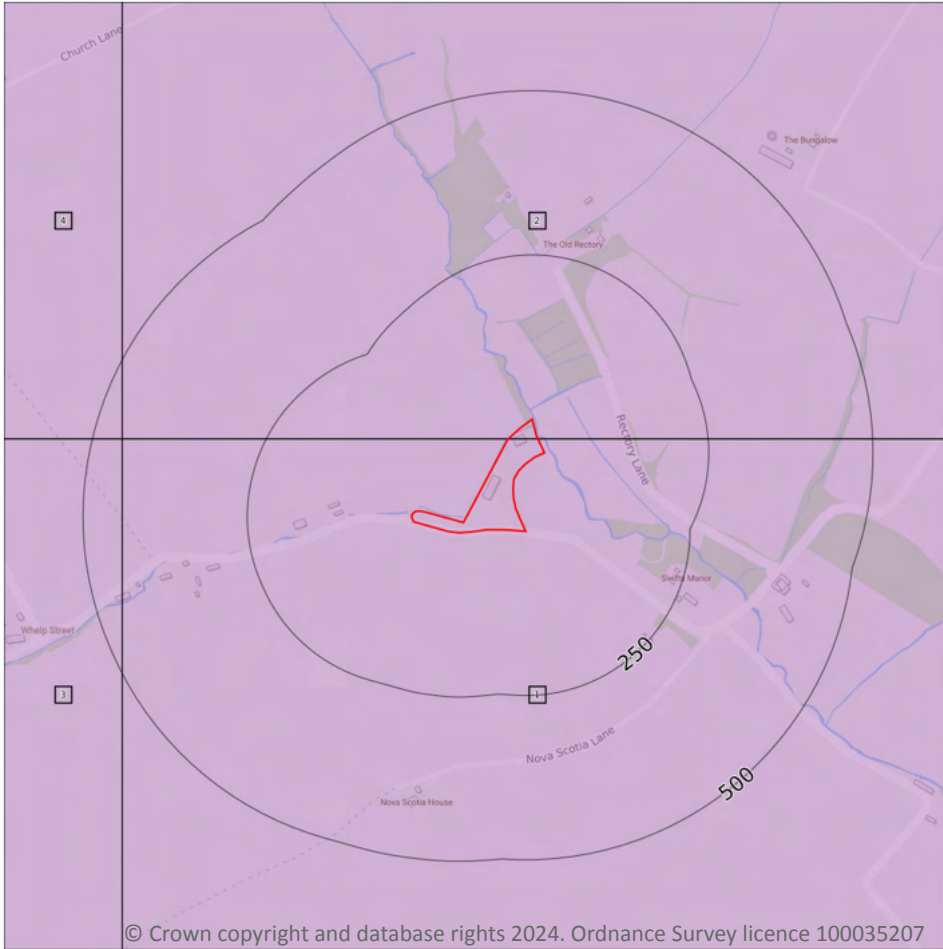 Church Lane
The Bungalow
4
2
The Old Rectory
Rectory Lane
Swifts Manor
Whelp Street
250
3
1
Nova Scotia Lane
500
Nova Scotia House
© Crown copyright and database rights 2024. Ordnance Survey licence 100035207